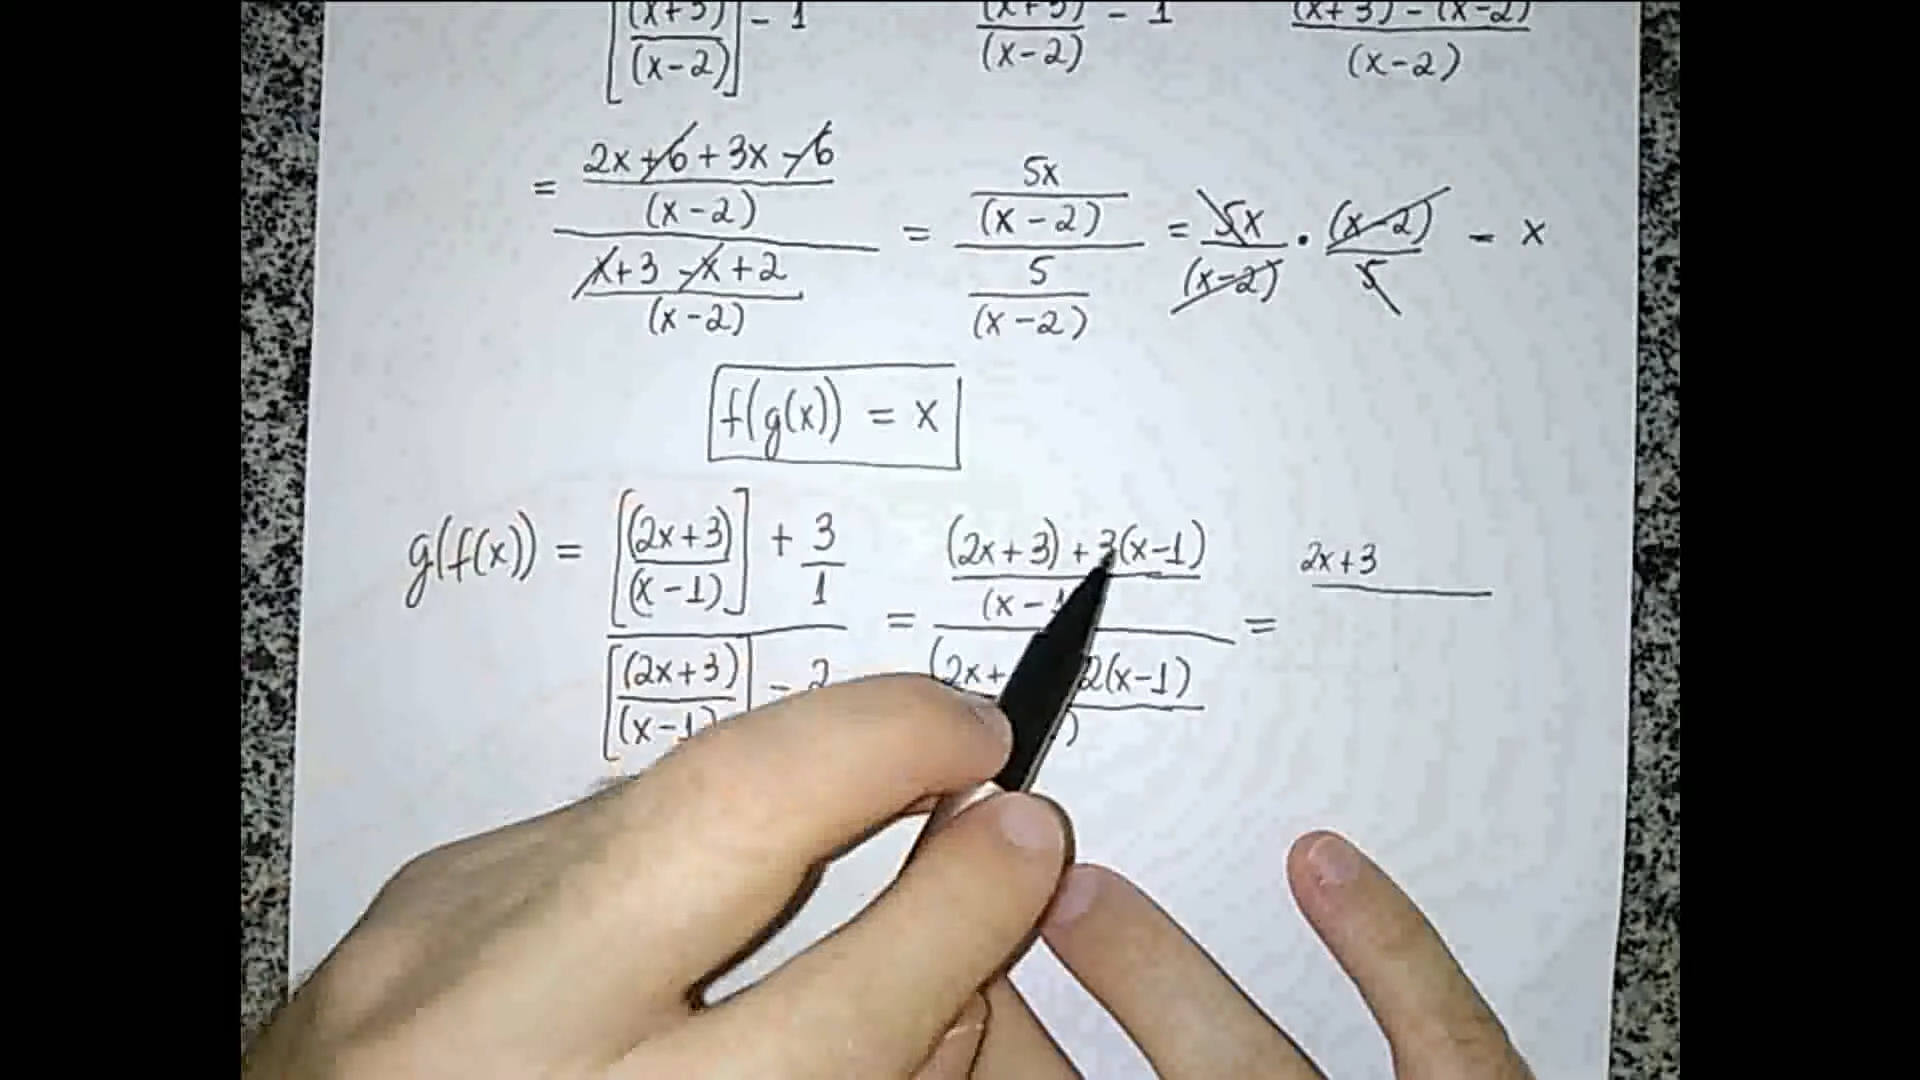 [(x+3)/(x-2)] - 1   (x+3)/(x-2) - 1   ((x+3)-(x-2))/(x-2)
= ((2x+6+3x-6)/(x-2))/((x+3-x+2)/(x-2)) = (5x/(x-2))/(5/(x-2)) = 5x/(x-2) · (x-2)/5 - x
f(g(x)) = x
g(f(x)) = ([(2x+3)/(x-1)] + 3/1)/([(2x+3)/(x-1)] - 2 = ((2x+3)+3(x-1))/(x-1 / (2x+ 2(x-1) ) = 2x+3